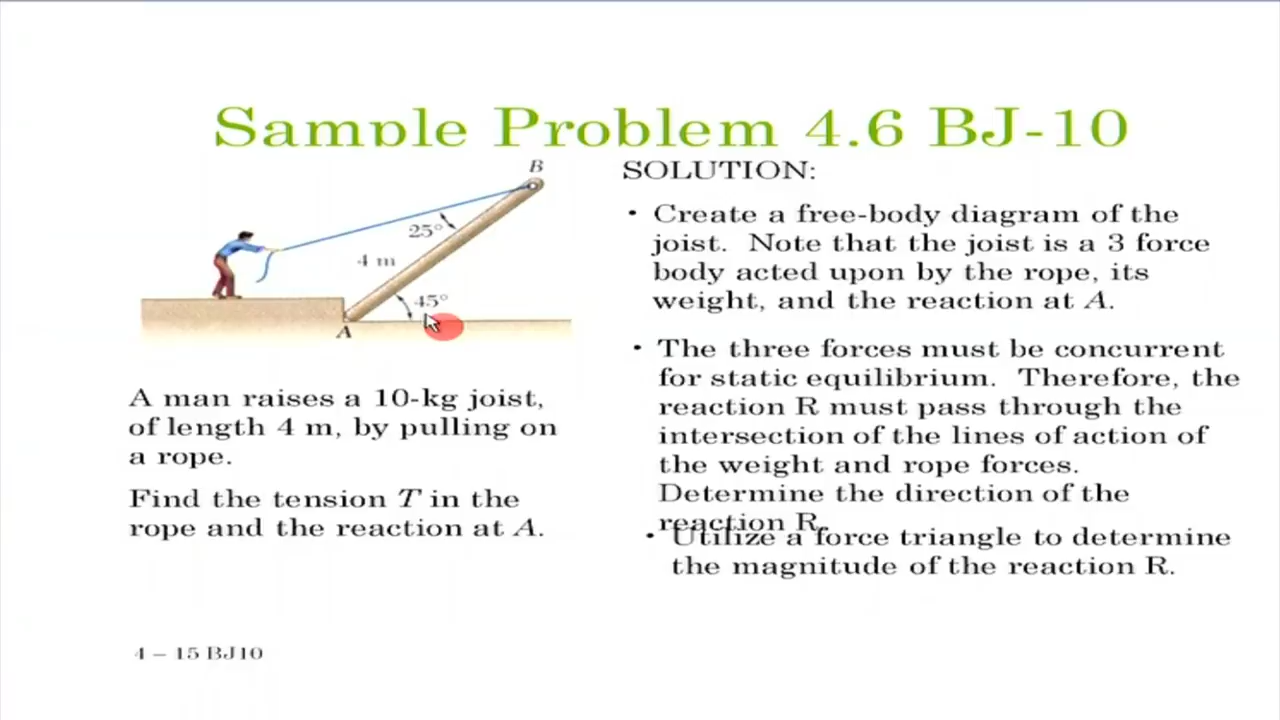 Sample Problem 4.6 BJ-10
B
25°
4 m
45°
A
A man raises a 10-kg joist,
of length 4 m, by pulling on
a rope.
Find the tension T in the
rope and the reaction at A.
SOLUTION:
• Create a free-body diagram of the
joist. Note that the joist is a 3 force
body acted upon by the rope, its
weight, and the reaction at A.
• The three forces must be concurrent
for static equilibrium. Therefore, the
reaction R must pass through the
intersection of the lines of action of
the weight and rope forces.
Determine the direction of the
reaction R.
• Utilize a force triangle to determine
the magnitude of the reaction R.
4 – 15 BJ10